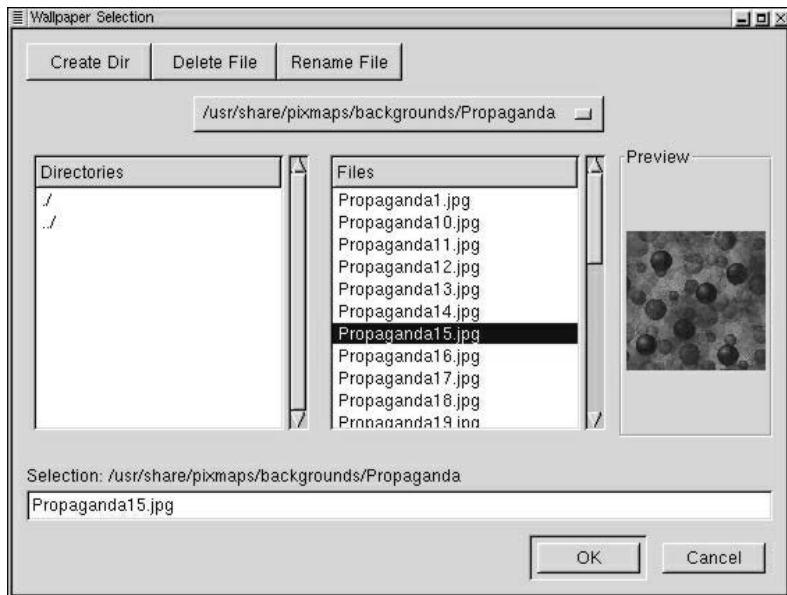 Wallpaper Selection
Create Dir Delete File Rename File
/usr/share/pixmaps/backgrounds/Propaganda
Directories
./
../
Files
Propaganda1.jpg
Propaganda10.jpg
Propaganda11.jpg
Propaganda12.jpg
Propaganda13.jpg
Propaganda14.jpg
Propaganda15.jpg
Propaganda16.jpg
Propaganda17.jpg
Propaganda18.jpg
Propaganda19.jpg
Preview
Selection: /usr/share/pixmaps/backgrounds/Propaganda
Propaganda15.jpg
OK Cancel